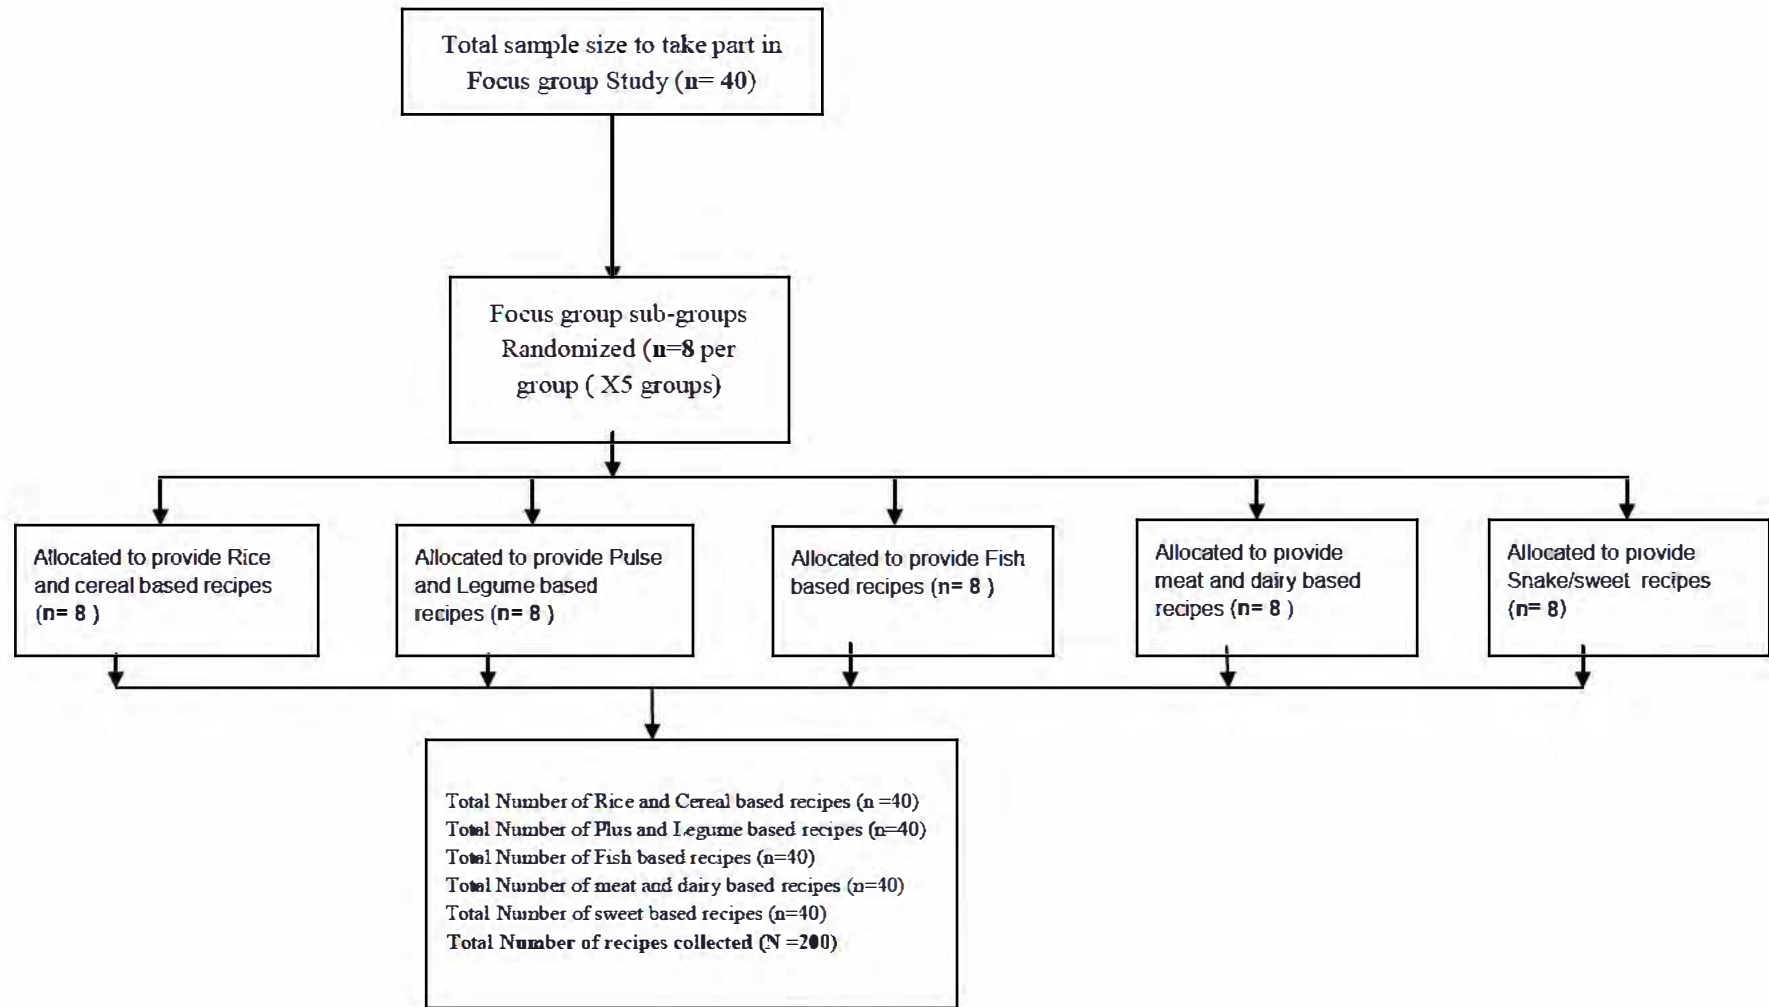 Total sample size to take part in
Focus group Study (n= 40)
Focus group sub-groups
Randomized (n=8 per
group ( X5 groups)
Allocated to provide Rice
and cereal based recipes
(n= 8 )
Allocated to provide Pulse
and Legume based
recipes (n= 8 )
Allocated to provide Fish
based recipes (n= 8 )
Allocated to provide
meat and dairy based
recipes (n= 8 )
Allocated to provide
Snake/sweet recipes
(n= 8)
Total Number of Rice and Cereal based recipes (n =40)
Total Number of Plus and Legume based recipes (n=40)
Total Number of Fish based recipes (n=40)
Total Number of meat and dairy based recipes (n=40)
Total Number of sweet based recipes (n=40)
Total Number of recipes collected (N =200)